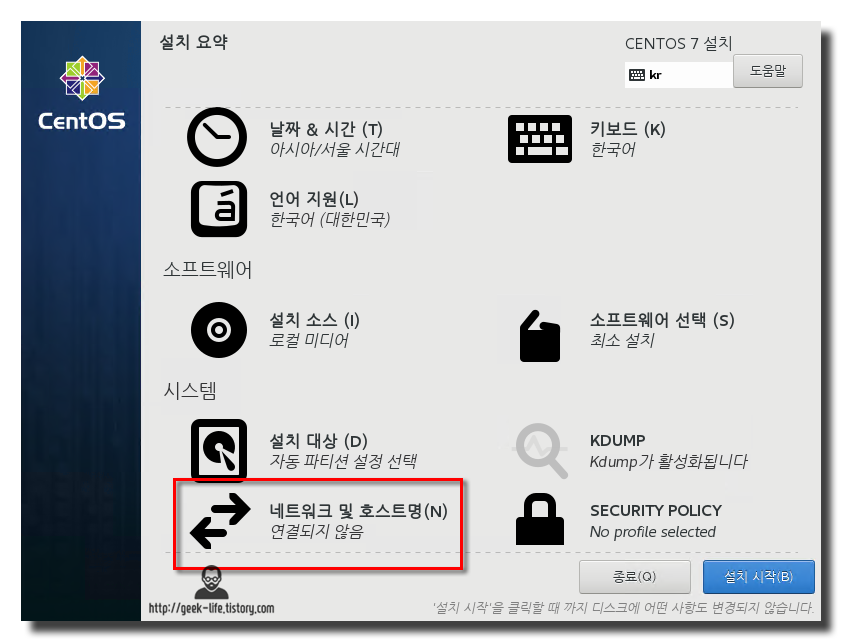 설치 요약
CENTOS 7 설치
kr
도움말
CentOS
날짜 & 시간 (T)
아시아/서울 시간대
키보드 (K)
한국어
á
언어 지원(L)
한국어 (대한민국)
소프트웨어
설치 소스 (I)
로컬 미디어
소프트웨어 선택 (S)
최소 설치
시스템
설치 대상 (D)
자동 파티션 설정 선택
KDUMP
Kdump가 활성화됩니다
네트워크 및 호스트명(N)
연결되지 않음
SECURITY POLICY
No profile selected
종료(Q)
설치 시작(B)
http://geek-life.tistory.com
'설치 시작'을 클릭할 때 까지 디스크에 어떤 사항도 변경되지 않습니다.